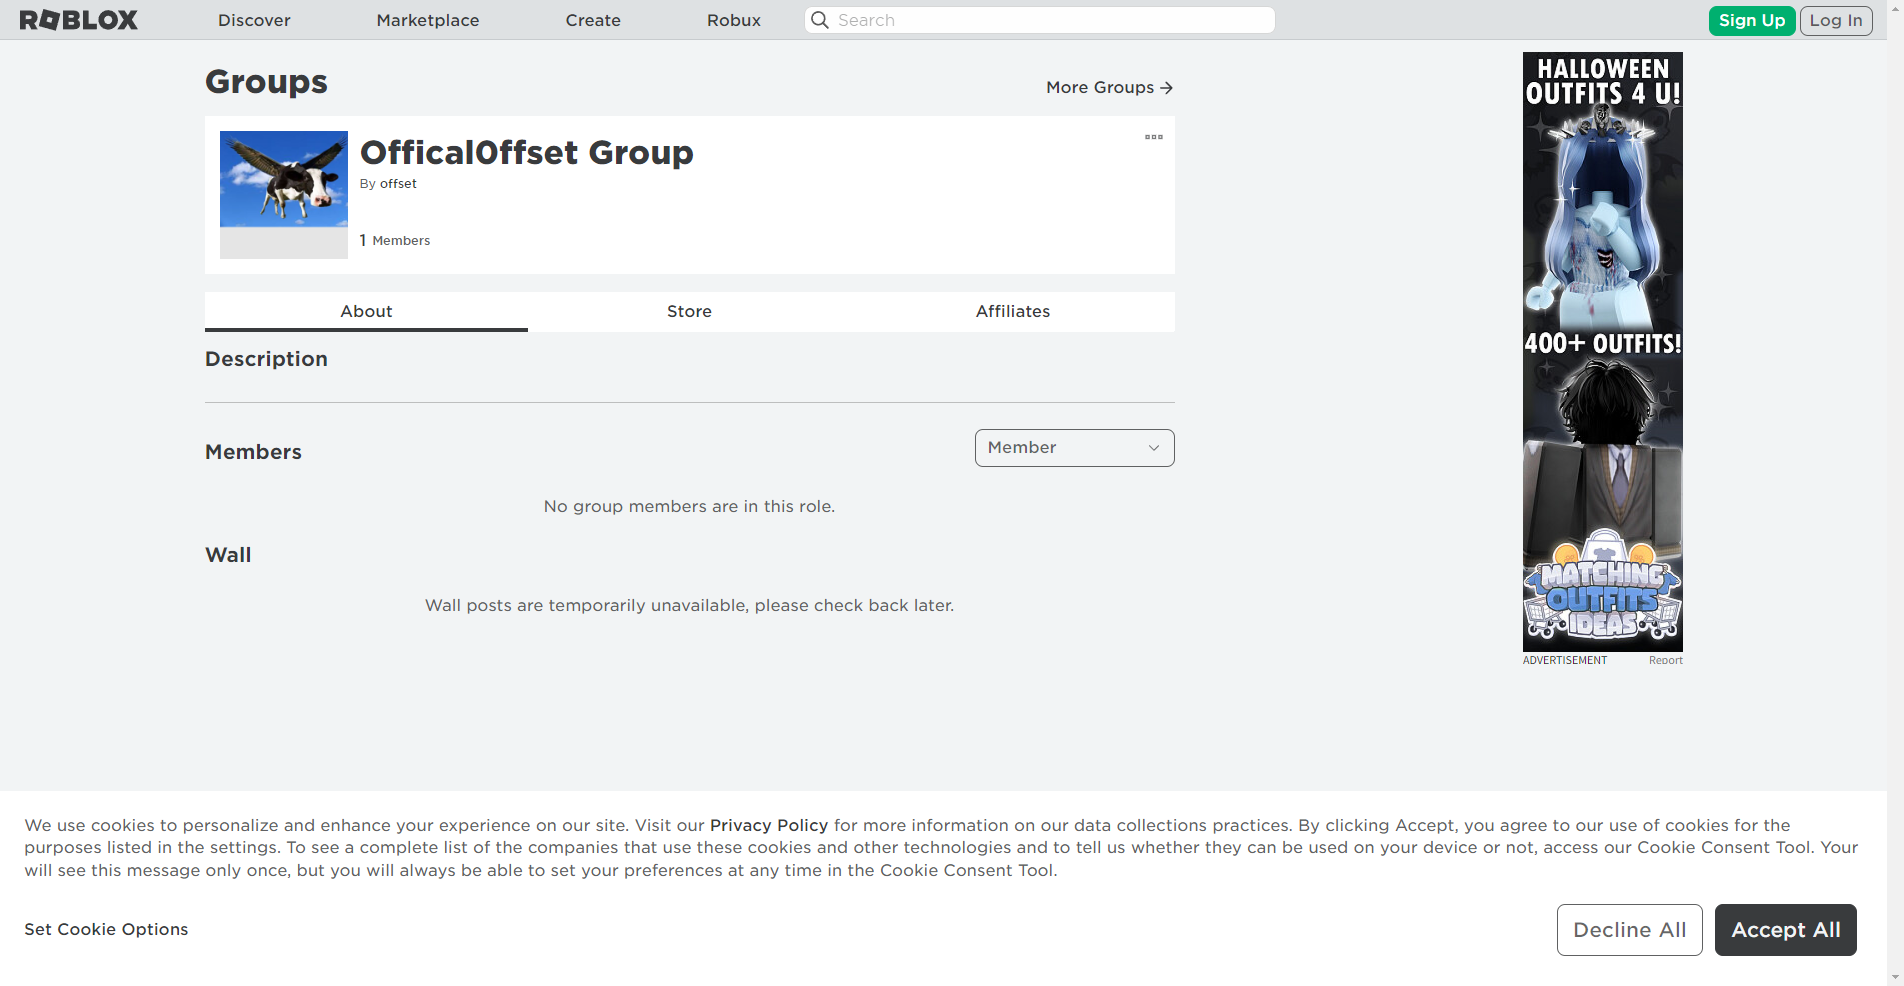 ROBLOX
Discover
Marketplace
Create
Robux
Search
Sign Up
Log In
Groups
More Groups →
Offical0ffset Group
By offset
1 Members
About
Store
Affiliates
Description
Members
Member
No group members are in this role.
Wall
Wall posts are temporarily unavailable, please check back later.
HALLOWEEN
OUTFITS 4 U!
400+ OUTFITS!
MATCHING
OUTFITS
IDEAS
ADVERTISEMENT
Report
We use cookies to personalize and enhance your experience on our site. Visit our Privacy Policy for more information on our data collections practices. By clicking Accept, you agree to our use of cookies for the
purposes listed in the settings. To see a complete list of the companies that use these cookies and other technologies and to tell us whether they can be used on your device or not, access our Cookie Consent Tool. Your
will see this message only once, but you will always be able to set your preferences at any time in the Cookie Consent Tool.
Set Cookie Options
Decline All
Accept All